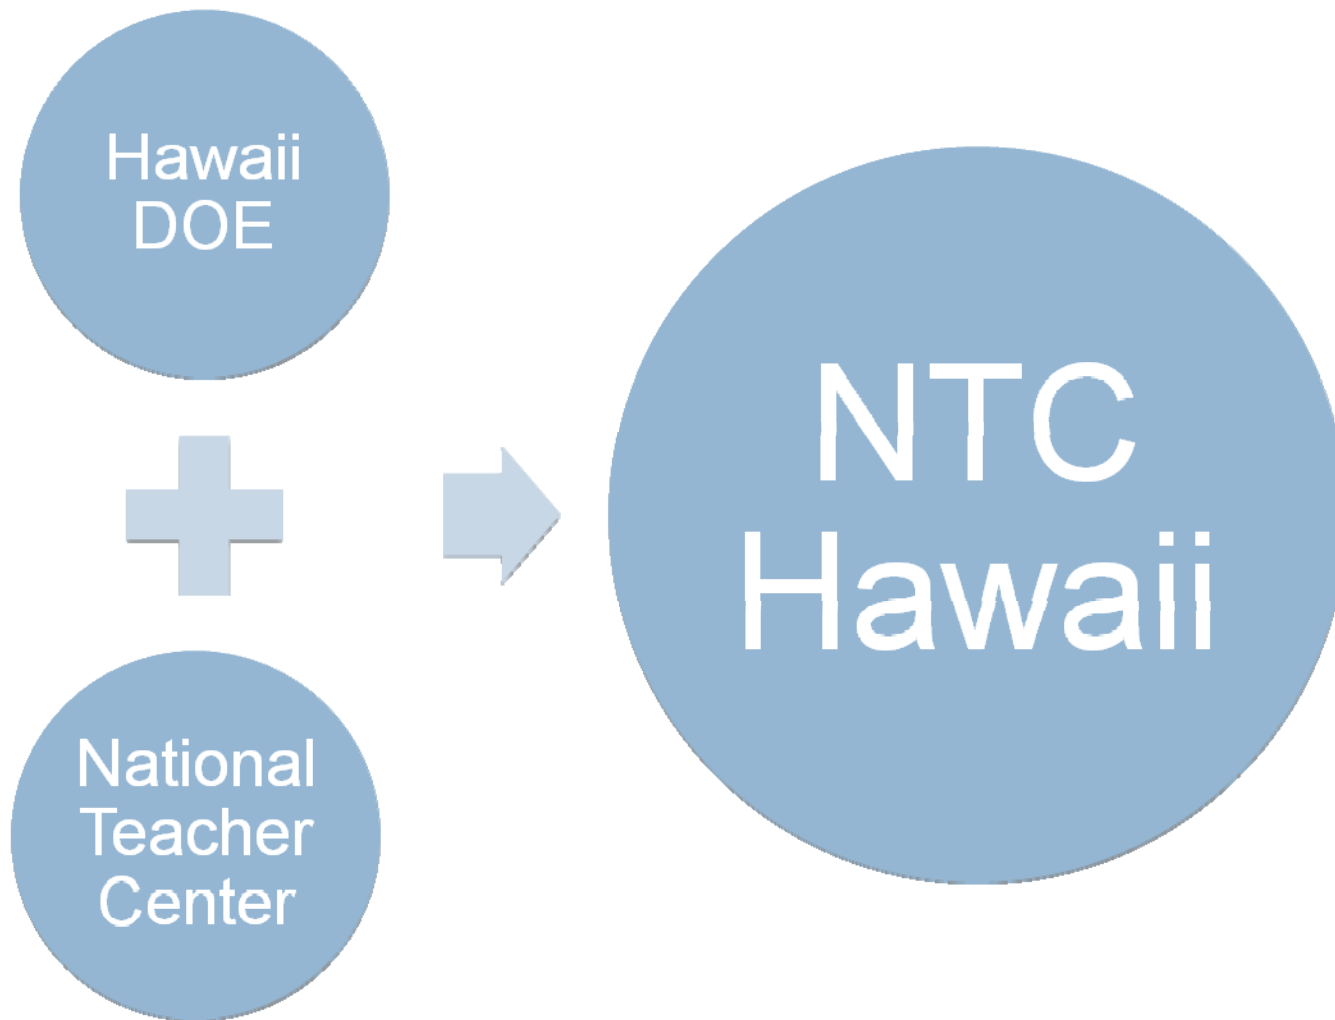 Hawaii
DOE
National
Teacher
Center
NTC
Hawaii